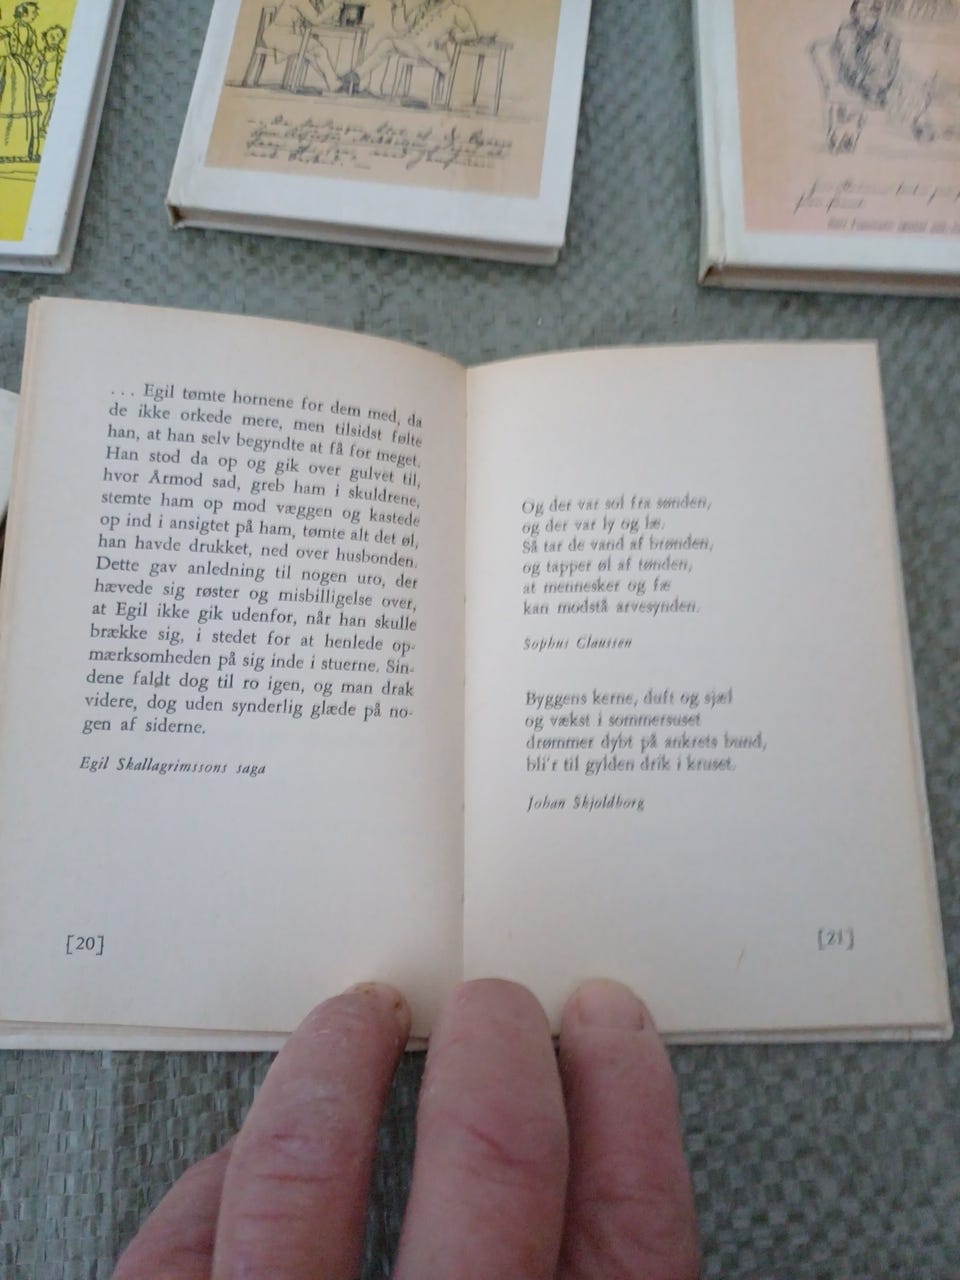 ... Egil tømte hornene for dem med, da
de ikke orkede mere, men tilsidst følte
han, at han selv begyndte at få for meget.
Han stod da op og gik over gulvet til,
hvor Årmod sad, greb ham i skuldrene,
stemte ham op mod væggen og kastede
op ind i ansigtet på ham, tømte alt det øl,
han havde drukket, ned over husbonden.
Dette gav anledning til nogen uro, der
hævede sig røster og misbilligelse over,
at Egil ikke gik udenfor, når han skulle
brække sig, i stedet for at henlede op-
mærksomheden på sig inde i stuerne. Sin-
dene faldt dog til ro igen, og man drak
videre, dog uden synderlig glæde på no-
gen af siderne.
Egil Skallagrimssons saga
[20]
Og der var sol fra sønden,
og der var ly og læ.
Så tar de vand af brønden,
og tapper øl af tønden,
at mennesker og fæ
kan modstå arvesynden.
Sophus Claussen
Byggens kerne, duft og sjæl
og vækst i sommersuset
drømmer dybt på ankrets bund,
bli'r til gylden drik i kruset.
Johan Skjoldborg
[21]